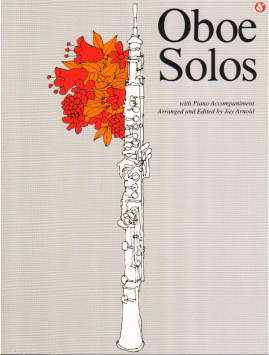 &
Oboe
Solos
with Piano Accompaniment
Arranged and Edited by Jay Arnold